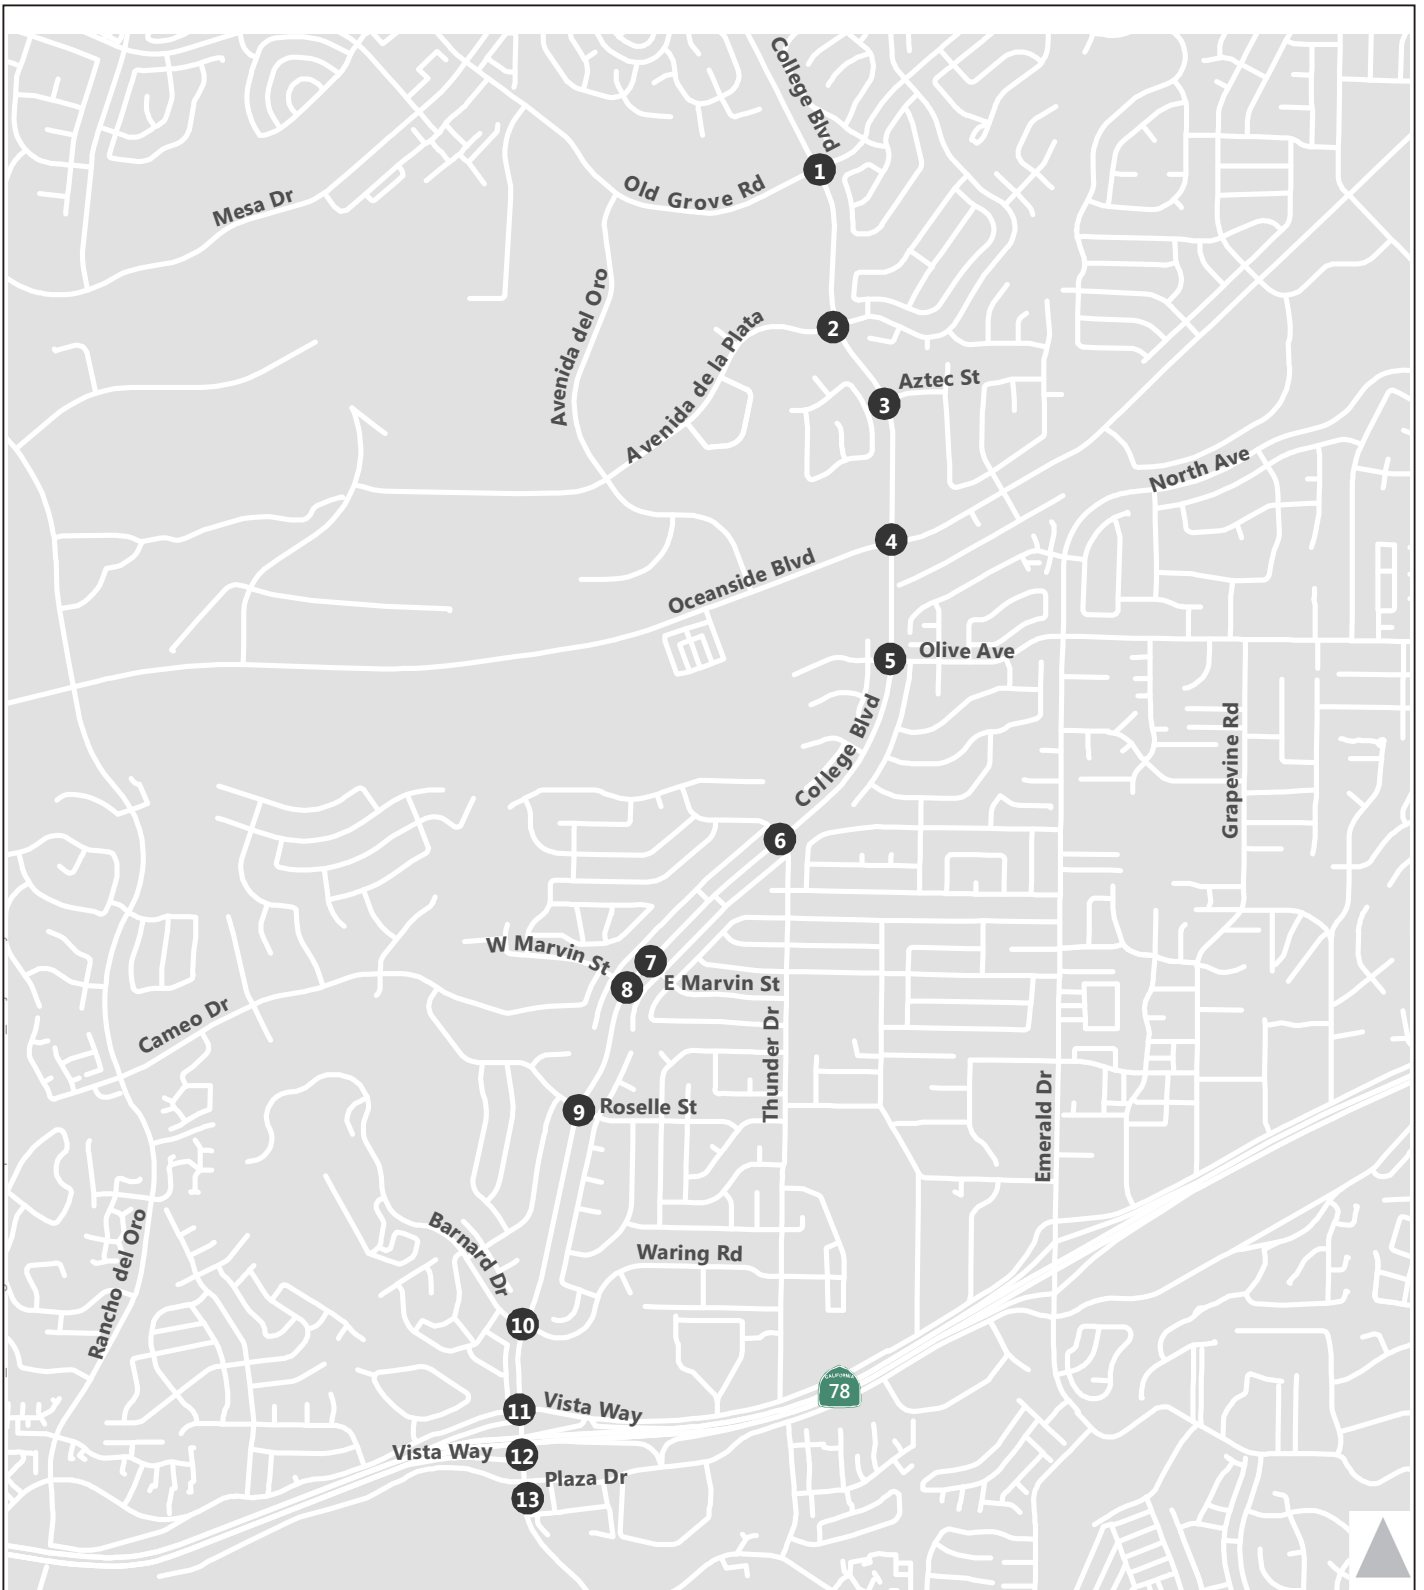 College Blvd
1
Old Grove Rd
Mesa Dr
Avenida del Oro
Avenida de la Plata
2
Aztec St
3
North Ave
4
Oceanside Blvd
5
Olive Ave
College Blvd
Grapevine Rd
6
W Marvin St
7
8
E Marvin St
Cameo Dr
Thunder Dr
Emerald Dr
9
Roselle St
Rancho del Oro
Barnard Dr
Waring Rd
10
CALIFORNIA
78
11
Vista Way
Vista Way
12
Plaza Dr
13